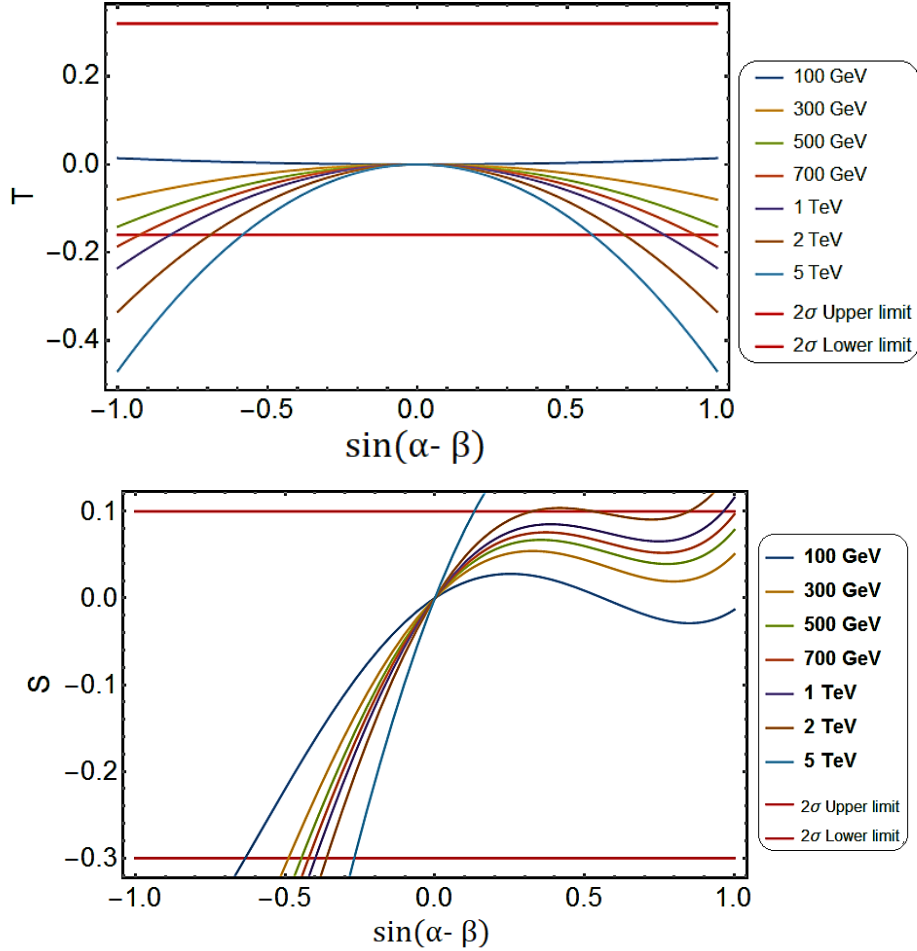 0.2
0.0
−0.2
−0.4
T
−1.0 −0.5 0.0 0.5 1.0
sin(α- β)
100 GeV
300 GeV
500 GeV
700 GeV
1 TeV
2 TeV
5 TeV
2σ Upper limit
2σ Lower limit
0.1
0.0
−0.1
−0.2
−0.3
S
−1.0 −0.5 0.0 0.5 1.0
sin(α- β)
100 GeV
300 GeV
500 GeV
700 GeV
1 TeV
2 TeV
5 TeV
2σ Upper limit
2σ Lower limit